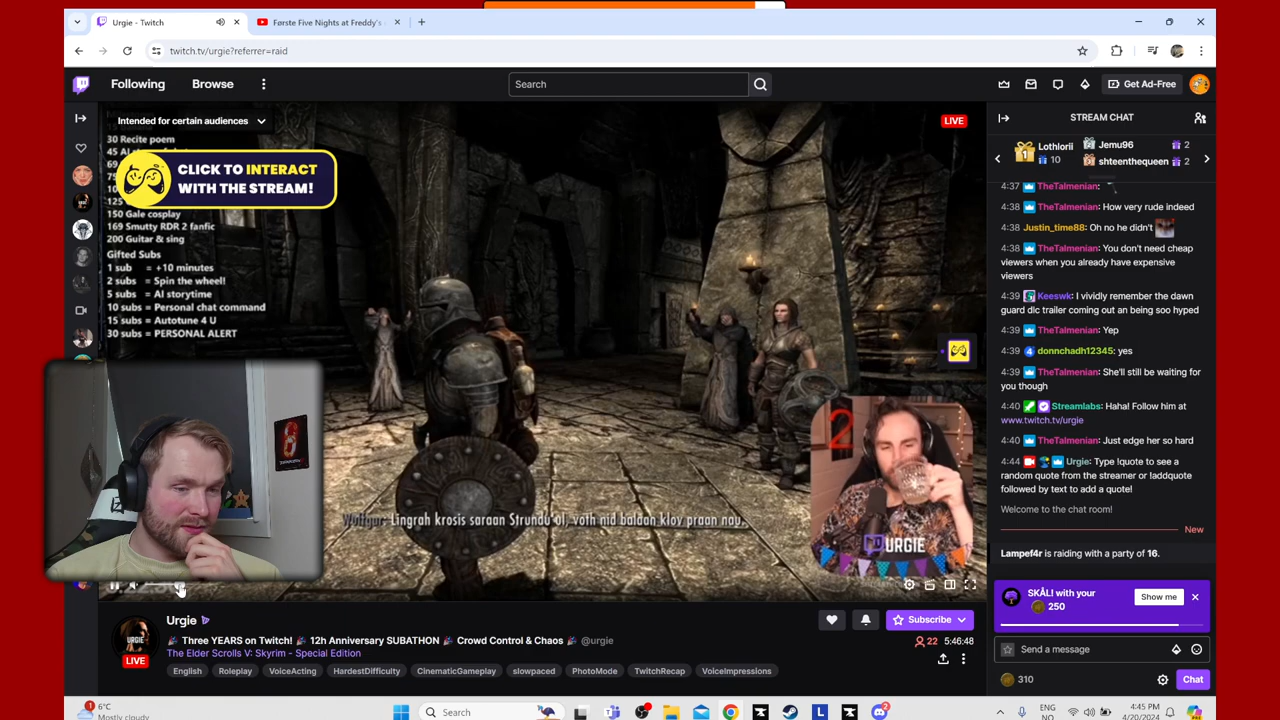 Urgie - Twitch
Første Five Nights at Freddy's
twitch.tv/urgie?referrer=raid
Following
Browse
Search
Get Ad-Free
Intended for certain audiences
LIVE
30 Recite poem
CLICK TO INTERACT
WITH THE STREAM!
150 Gale cosplay
169 Smutty RDR 2 fanfic
200 Guitar & sing
Gifted Subs
1 sub = +10 minutes
2 subs = Spin the wheel!
5 subs = AI storytime
10 subs = Personal chat command
15 subs = Autotune 4 U
30 subs = PERSONAL ALERT
Wulfgar: Lingrah krosis saraan Strundu'ul, voth nid balaan klov praan nau.
URGIE
STREAM CHAT
Lothlorii
10
Jemu96
2
shteenthequeen
2
4:37 TheTalmenian:
4:38 TheTalmenian: How very rude indeed
4:38 Justin_time88: Oh no he didn't
4:38 TheTalmenian: You don't need cheap
viewers when you already have expensive
viewers
4:39 Keeswk: I vividly remember the dawn
guard dlc trailer coming out an being soo hyped
4:39 TheTalmenian: Yep
4:39 donnchadh12345: yes
4:39 TheTalmenian: She'll still be waiting for
you though
4:40 Streamlabs: Haha! Follow him at
www.twitch.tv/urgie
4:40 TheTalmenian: Just edge her so hard
4:44 Urgie: Type !quote to see a
random quote from the streamer or !addquote
followed by text to add a quote!
Welcome to the chat room!
New
Lampef4r is raiding with a party of 16.
SKÅL! with your
250
Show me
Send a message
310
Chat
Urgie
LIVE
Three YEARS on Twitch! 12h Anniversary SUBATHON Crowd Control & Chaos @urgie
The Elder Scrolls V: Skyrim - Special Edition
English
Roleplay
VoiceActing
HardestDifficulty
CinematicGameplay
slowpaced
PhotoMode
TwitchRecap
VoiceImpressions
Subscribe
22
5:46:48
6°C
Mostly cloudy
Search
ENG
NO
4:45 PM
4/20/2024